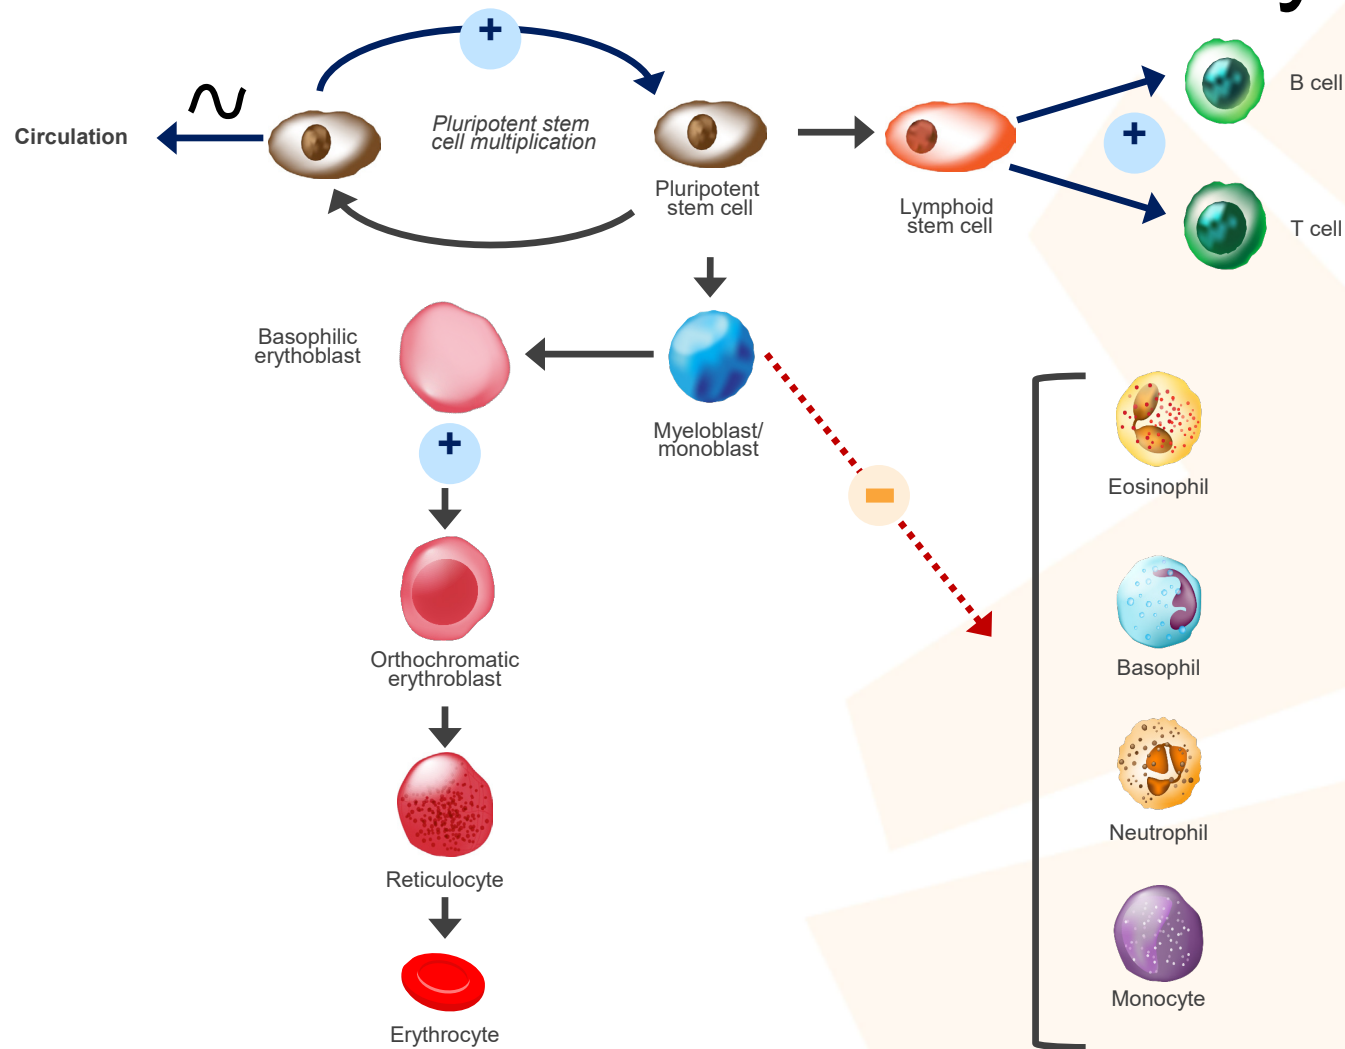 +
Circulation
Pluripotent stem
cell multiplication
Pluripotent
stem cell
Lymphoid
stem cell
B cell
+
T cell
Basophilic
erythoblast
Myeloblast/
monoblast
+
Eosinophil
Orthochromatic
erythroblast
Basophil
Neutrophil
Reticulocyte
Monocyte
Erythrocyte